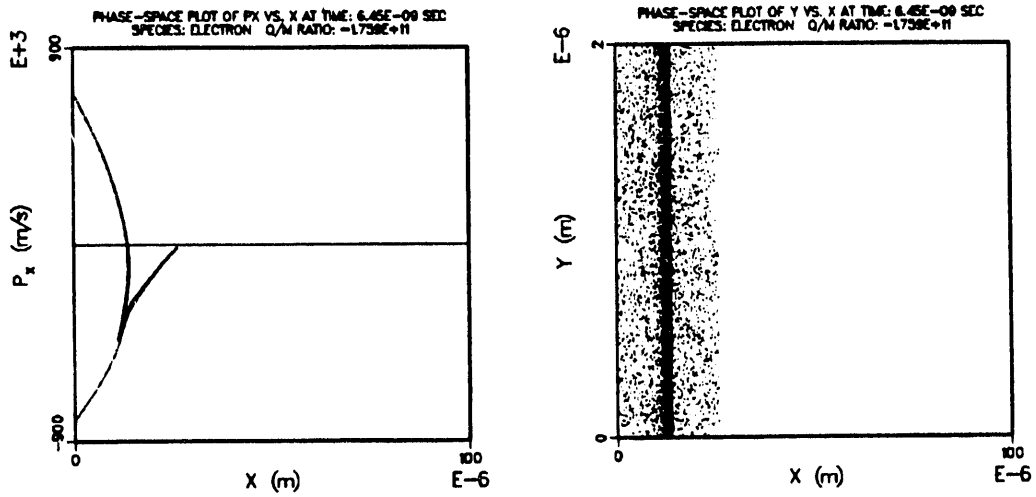 PHASE-SPACE PLOT OF PX VS. X AT TIME: 6.45E-09 SEC
SPECIES: ELECTRON Q/M RATIO: -1.759E+11
E+3
900
Px (m/s)
-900
0
100
X (m)
E-6
PHASE-SPACE PLOT OF Y VS. X AT TIME: 6.45E-09 SEC
SPECIES: ELECTRON Q/M RATIO: -1.759E+11
E-6
2
Y (m)
0
0
100
X (m)
E-6